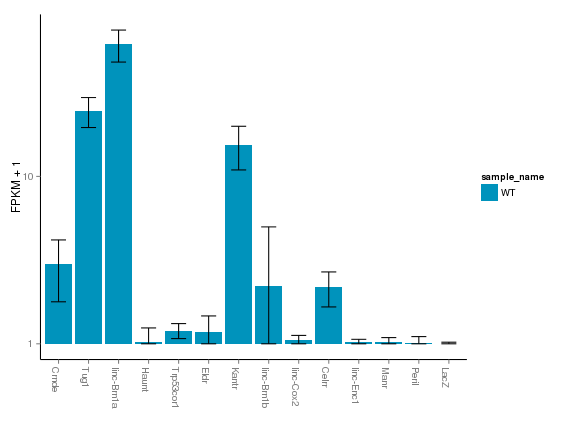 FPKM + 1
10
1
sample_name
WT
Crnde
Tug1
linc-Brn1a
Haunt
Trp53cor1
Eldr
Kantr
linc-Brn1b
linc-Cox2
Celrr
linc-Enc1
Manr
Peril
LacZ